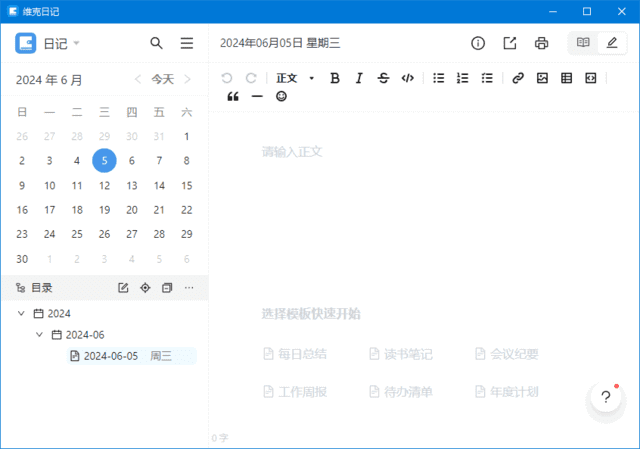 维克日记
日记
2024年06月05日 星期三
2024 年 6 月
今天
正文
日 一 二 三 四 五 六
26 27 28 29 30 31 1
2 3 4 5 6 7 8
9 10 11 12 13 14 15
16 17 18 19 20 21 22
23 24 25 26 27 28 29
30 1 2 3 4 5 6
目录
2024
2024-06
2024-06-05 周三
请输入正文
选择模板快速开始
每日总结 读书笔记 会议纪要
工作周报 待办清单 年度计划
0 字